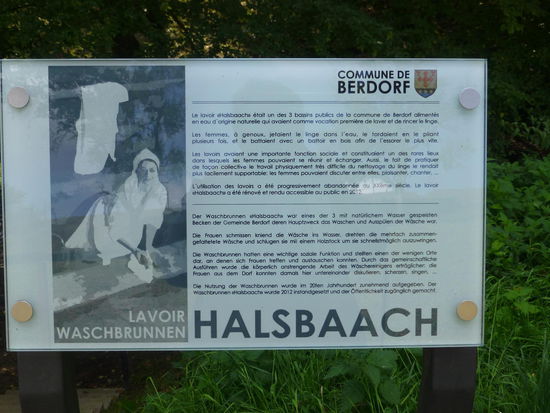 COMMUNE DE
BERDORF
Le lavoir «Halsbaach» était un des 3 bassins publics de la commune de Berdorf alimentés
en eau d'origine naturelle qui avaient comme vocation première de laver et de rincer le linge.
Les femmes, à genoux, jetaient le linge dans l'eau, le tordaient en le pliant
plusieurs fois, et le battaient avec un battoir en bois afin de l'essorer le plus vite.
Les lavoirs avaient une importante fonction sociale et constituaient un des rares lieux
dans lesquels les femmes pouvaient se réunir et échanger. Aussi, le fait de pratiquer
de façon collective le travail physiquement très difficile du nettoyage du linge le rendait
plus facilement supportable: les femmes pouvaient discuter entre elles, plaisanter, chanter, ...
L'utilisation des lavoirs a été progressivement abandonnée au XXème siècle. Le lavoir
«Halsbaach» a été rénové et rendu accessible au public en 2012.
Der Waschbrunnen «Halsbaach» war eines der 3 mit natürlichem Wasser gespeisten
Becken der Gemeinde Berdorf deren Hauptzweck das Waschen und Ausspülen der Wäsche war.
Die Frauen schmissen kniend die Wäsche ins Wasser, drehten die mehrfach zusammen-
gefaltetete Wäsche und schlugen sie mit einem Holzstock um sie schnellstmöglich auszuwringen.
Die Waschbrunnen hatten eine wichtige soziale Funktion und stellten einen der wenigen Orte
dar, an denen sich Frauen treffen und austauschen konnten. Durch das gemeinschaftliche
Ausführen wurde die körperlich anstrengende Arbeit des Wäschereinigens erträglicher: die
Frauen aus dem Dorf konnten damals hier untereinander diskutieren, scherzen, singen, ...
Die Nutzung der Waschbrunnen wurde im 20ten Jahrhundert zunehmend aufgegeben. Der
Waschbrunnen «Halsbaach» wurde 2012 instandgesetzt und der Öffentlichkeit zugänglich gemacht.
LAVOIR
WASCHBRUNNEN
HALSBAACH